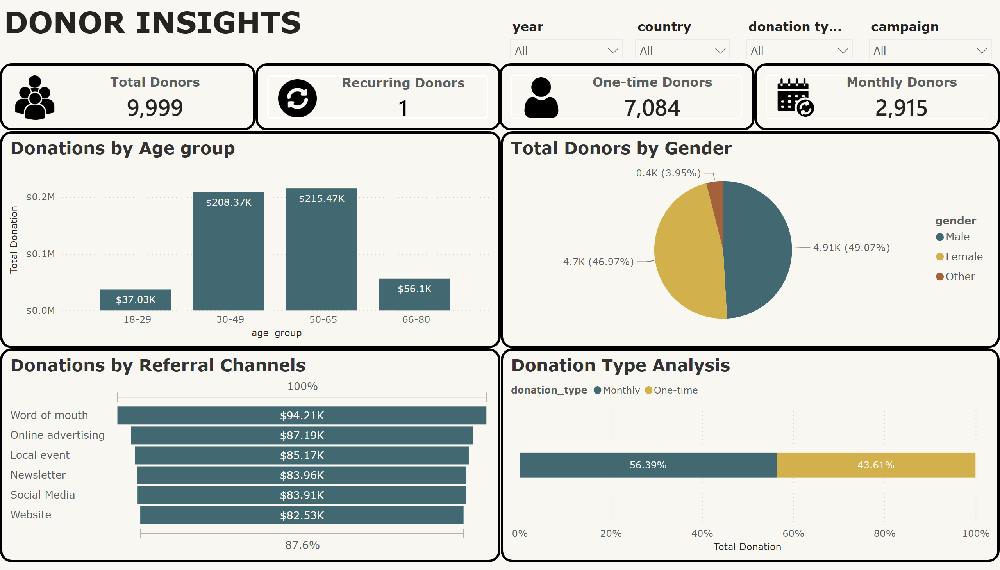 DONOR INSIGHTS
year
country
donation ty...
campaign
All
All
All
All
Total Donors
9,999
Recurring Donors
1
One-time Donors
7,084
Monthly Donors
2,915
Donations by Age group
Total Donation
$0.2M
$0.1M
$0.0M
$37.03K
$208.37K
$215.47K
$56.1K
18-29
30-49
50-65
66-80
age_group
Total Donors by Gender
0.4K (3.95%)
4.7K (46.97%)
4.91K (49.07%)
gender
Male
Female
Other
Donations by Referral Channels
100%
Word of mouth $94.21K
Online advertising $87.19K
Local event $85.17K
Newsletter $83.96K
Social Media $83.91K
Website $82.53K
87.6%
Donation Type Analysis
donation_type Monthly One-time
56.39% 43.61%
0% 20% 40% 60% 80% 100%
Total Donation